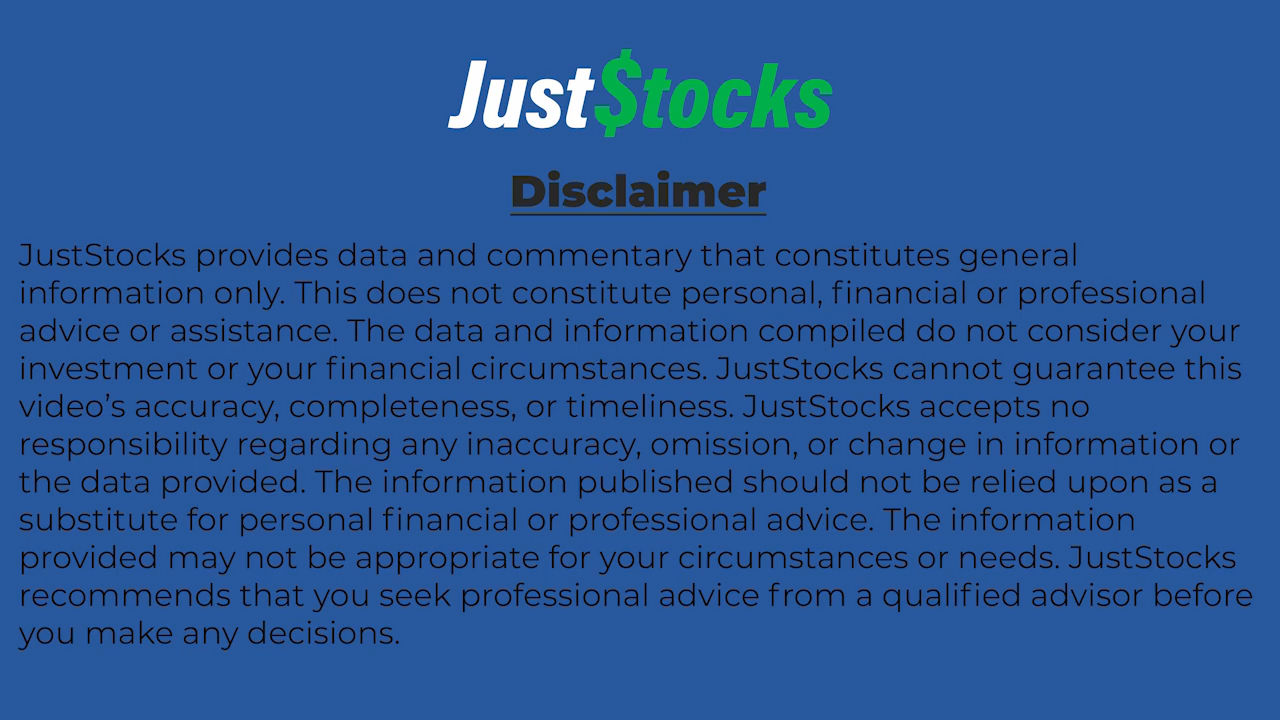 Just$tocks
Disclaimer
JustStocks provides data and commentary that constitutes general
information only. This does not constitute personal, financial or professional
advice or assistance. The data and information compiled do not consider your
investment or your financial circumstances. JustStocks cannot guarantee this
video’s accuracy, completeness, or timeliness. JustStocks accepts no
responsibility regarding any inaccuracy, omission, or change in information or
the data provided. The information published should not be relied upon as a
substitute for personal financial or professional advice. The information
provided may not be appropriate for your circumstances or needs. JustStocks
recommends that you seek professional advice from a qualified advisor before
you make any decisions.